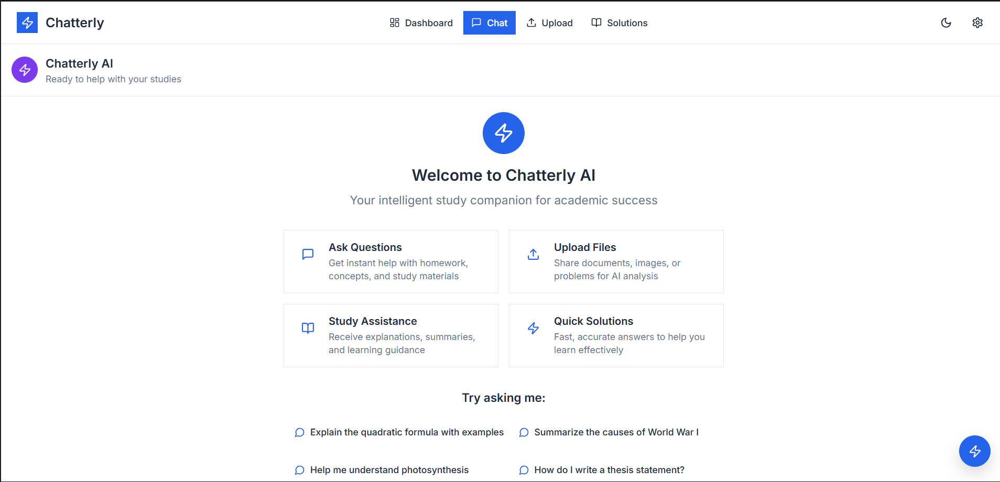 Chatterly
Dashboard
Chat
Upload
Solutions
Chatterly AI
Ready to help with your studies
Welcome to Chatterly AI
Your intelligent study companion for academic success
Ask Questions
Get instant help with homework,
concepts, and study materials
Upload Files
Share documents, images, or
problems for AI analysis
Study Assistance
Receive explanations, summaries,
and learning guidance
Quick Solutions
Fast, accurate answers to help you
learn effectively
Try asking me:
Explain the quadratic formula with examples
Summarize the causes of World War I
Help me understand photosynthesis
How do I write a thesis statement?